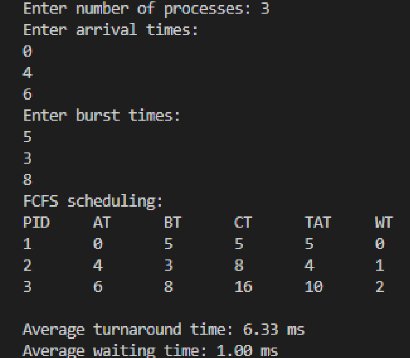 Enter number of processes: 3
Enter arrival times:
0
4
6
Enter burst times:
5
3
8
FCFS scheduling:
PID AT BT CT TAT WT
1 0 5 5 5 0
2 4 3 8 4 1
3 6 8 16 10 2
Average turnaround time: 6.33 ms
Average waiting time: 1.00 ms